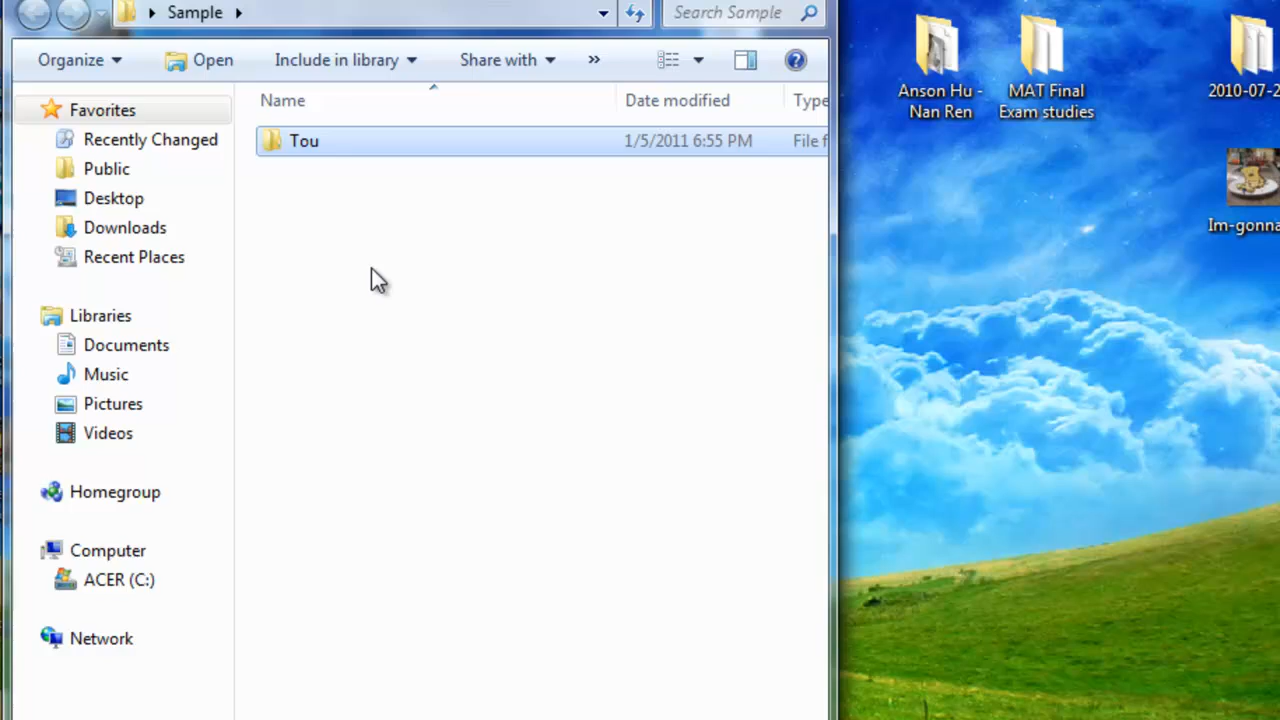 Sample
Search Sample
Organize
Open
Include in library
Share with
»
?
Name
Date modified
Type
Tou
1/5/2011 6:55 PM
File f
Favorites
Recently Changed
Public
Desktop
Downloads
Recent Places
Libraries
Documents
Music
Pictures
Videos
Homegroup
Computer
ACER (C:)
Network
Anson Hu -
Nan Ren
MAT Final
Exam studies
2010-07-2
Im-gonna